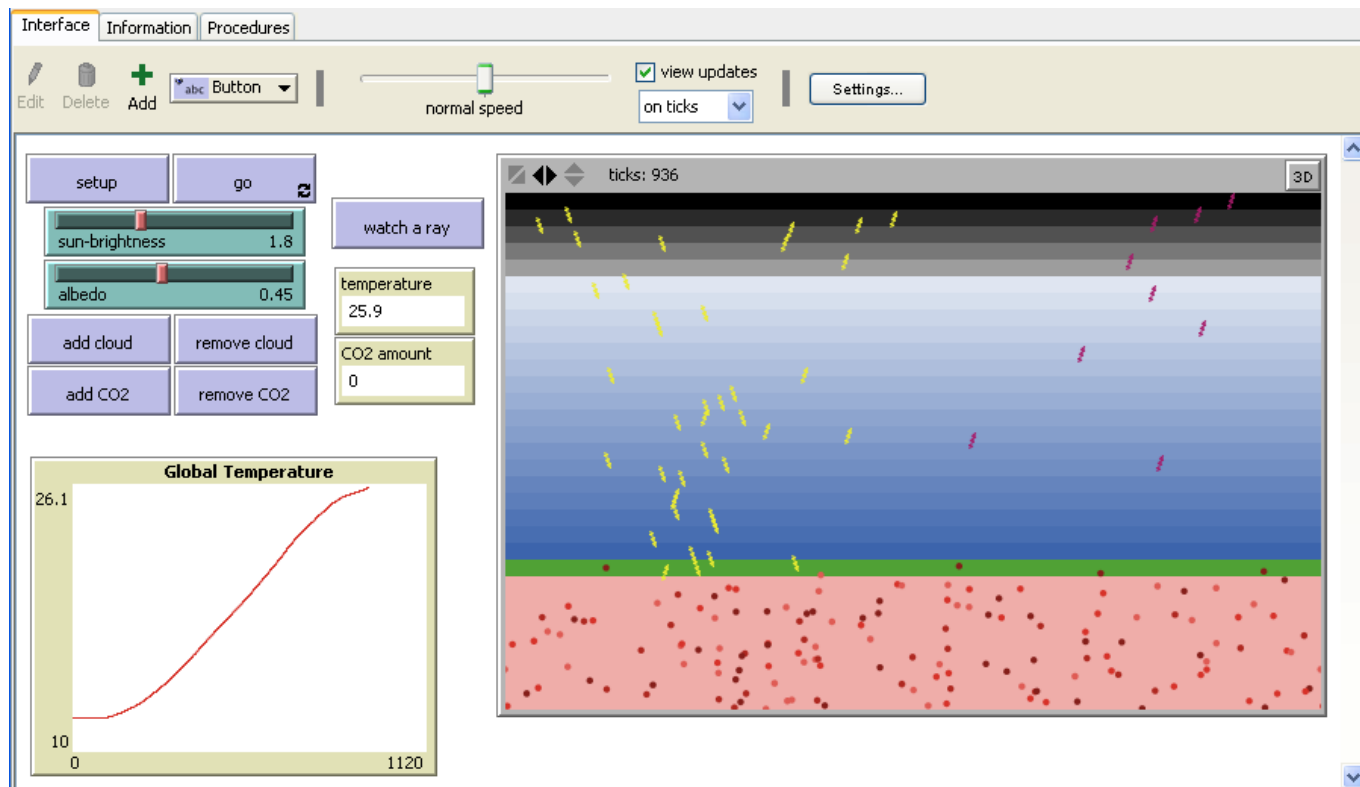 Interface Information Procedures
Edit Delete Add abc Button normal speed view updates on ticks Settings...
setup go
sun-brightness 1.8
albedo 0.45
add cloud remove cloud
add CO2 remove CO2
watch a ray
temperature
25.9
CO2 amount
0
Global Temperature
26.1
10
0 1120
ticks: 936 3D